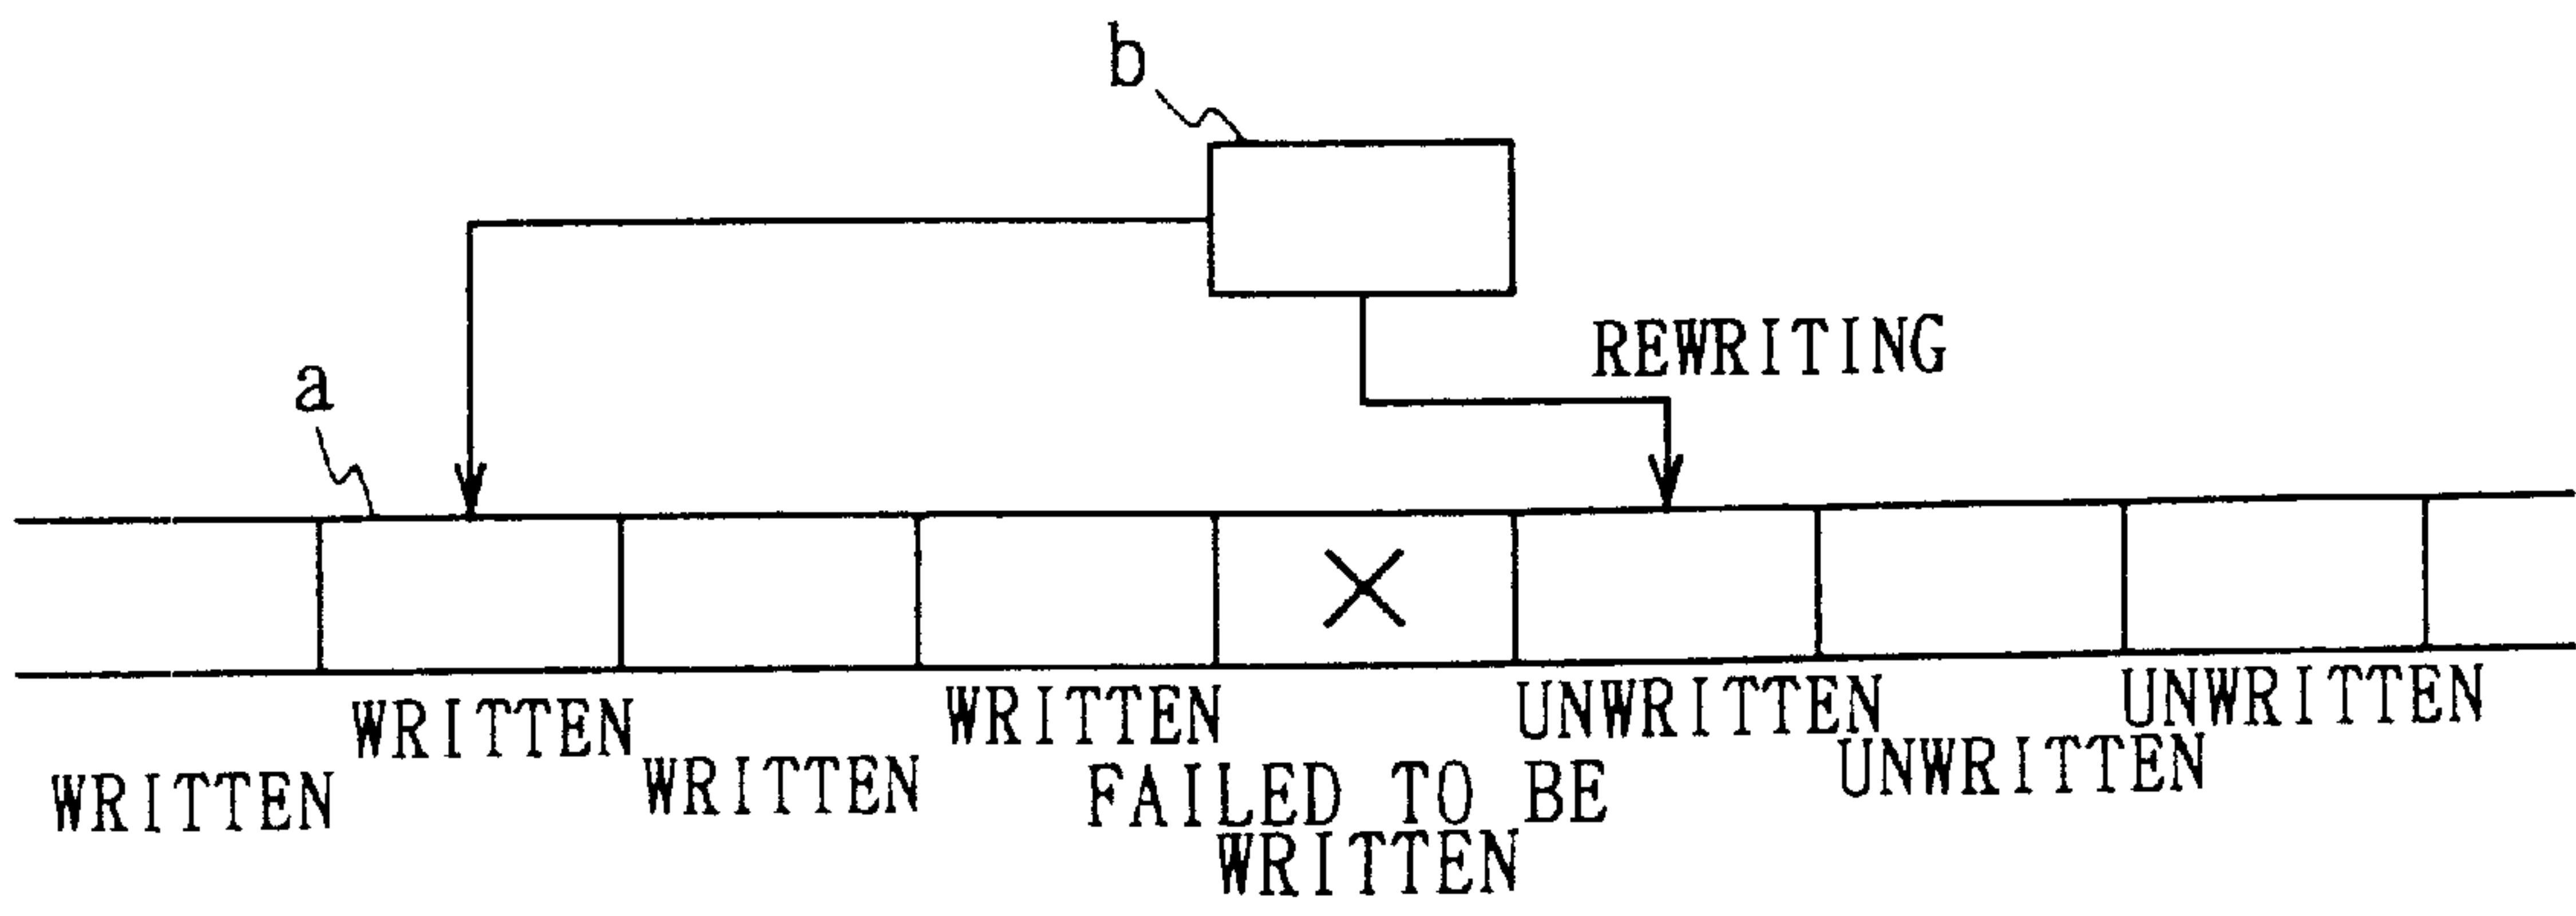 b
REWRITING
a
WRITTEN
WRITTEN
WRITTEN
WRITTEN
FAILED TO BE
WRITTEN
UNWRITTEN
UNWRITTEN
UNWRITTEN